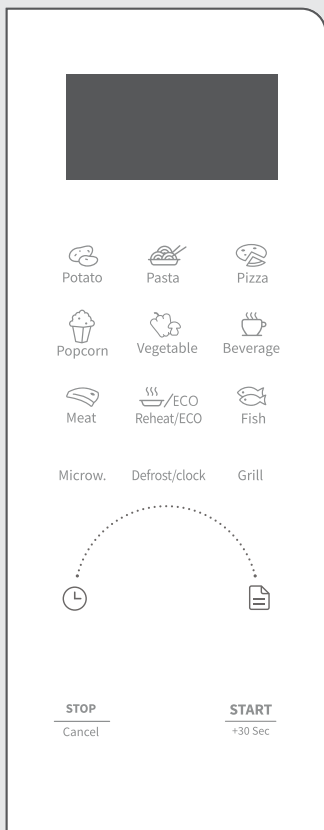 Potato Pasta Pizza
Popcorn Vegetable Beverage
/ECO
Meat Reheat/ECO Fish
Microw. Defrost/clock Grill
STOP START
Cancel +30 Sec